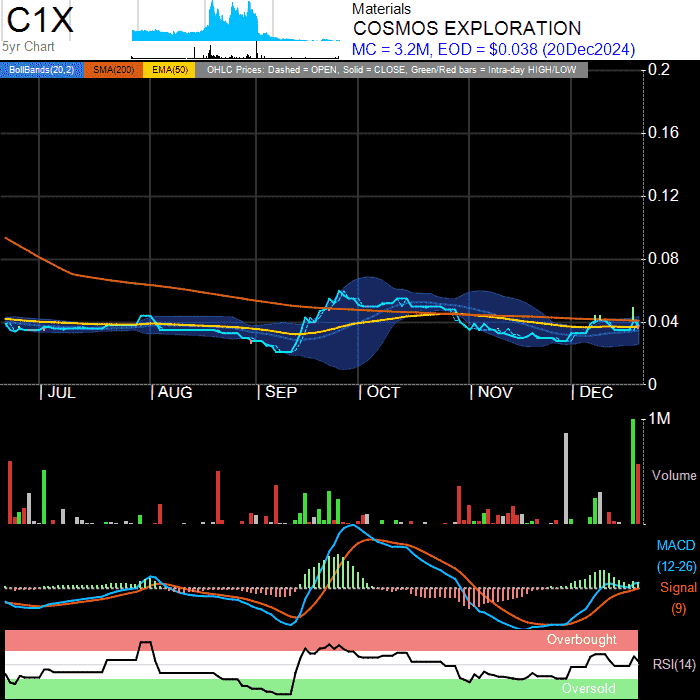 C1X
5yr Chart
Materials
COSMOS EXPLORATION
MC = 3.2M, EOD = $0.038 (20Dec2024)
BollBands(20,2) SMA(200) EMA(50) OHLC Prices: Dashed = OPEN, Solid = CLOSE, Green/Red bars = Intra-day HIGH/LOW
0.2
0.16
0.12
0.08
0.04
0
JUL AUG SEP OCT NOV DEC
1M
Volume
MACD
(12-26)
Signal
(9)
Overbought
RSI(14)
Oversold